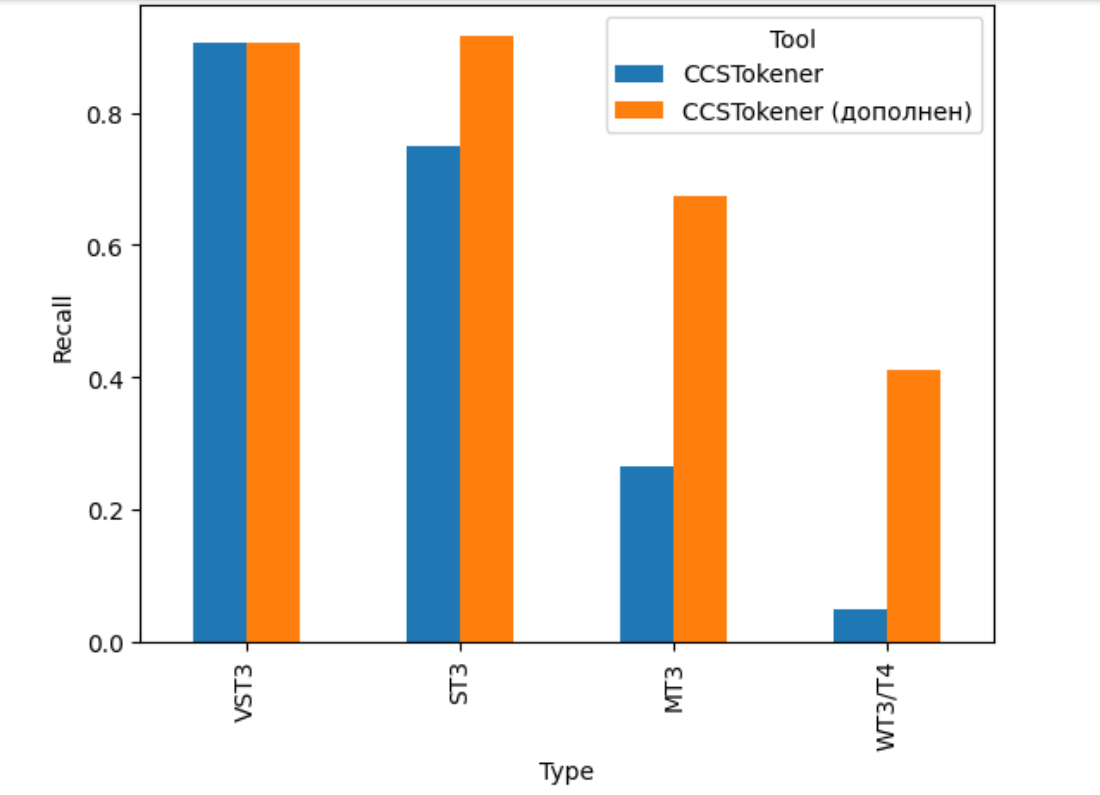 Tool
CCSTokener
CCSTokener (дополнен)
0.8
0.6
0.4
0.2
0.0
Recall
VST3
ST3
MT3
WT3/T4
Type